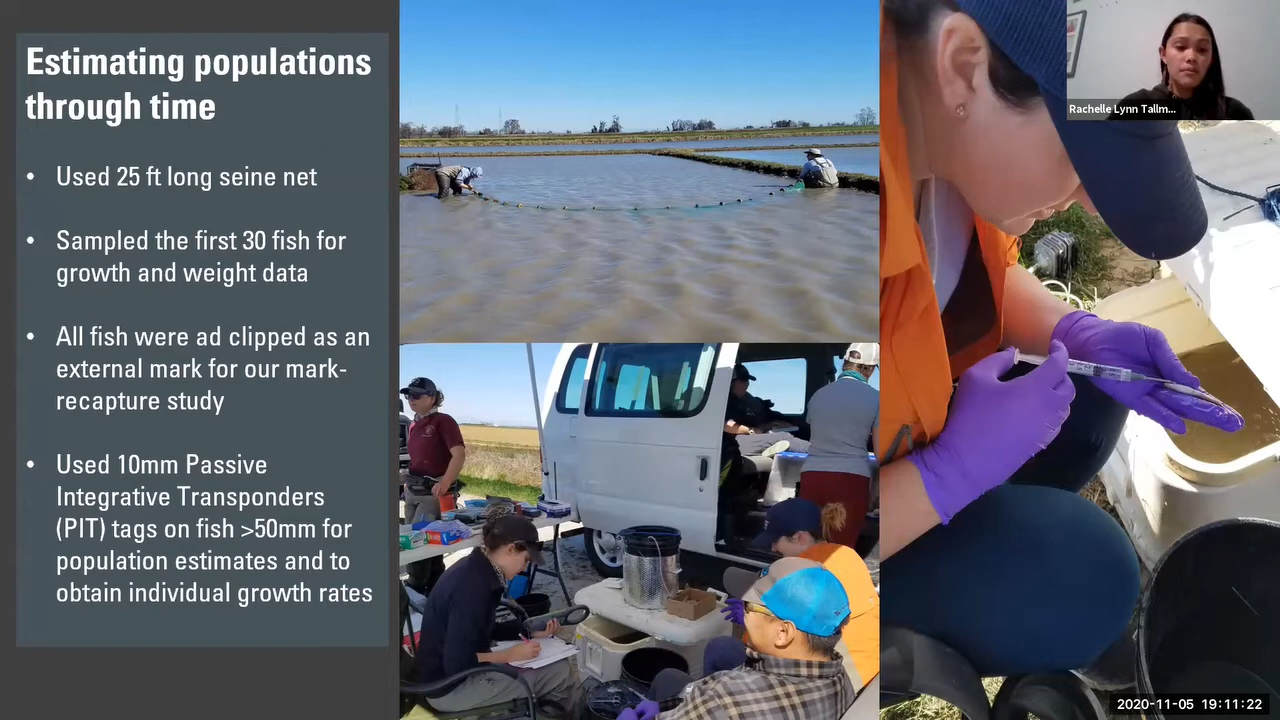 Estimating populations
through time
• Used 25 ft long seine net
• Sampled the first 30 fish for
growth and weight data
• All fish were ad clipped as an
external mark for our mark-
recapture study
• Used 10mm Passive
Integrative Transponders
(PIT) tags on fish >50mm for
population estimates and to
obtain individual growth rates
Rachelle Lynn Tallm...
2020-11-05 19:11:22